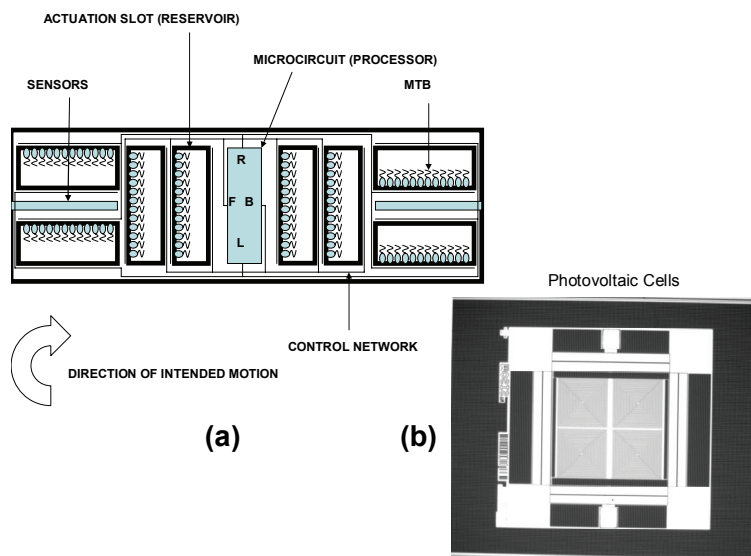 ACTUATION SLOT (RESERVOIR)
MICROCIRCUIT (PROCESSOR)
SENSORS
MTB
R
F B
L
Photovoltaic Cells
CONTROL NETWORK
DIRECTION OF INTENDED MOTION
(a)
(b)